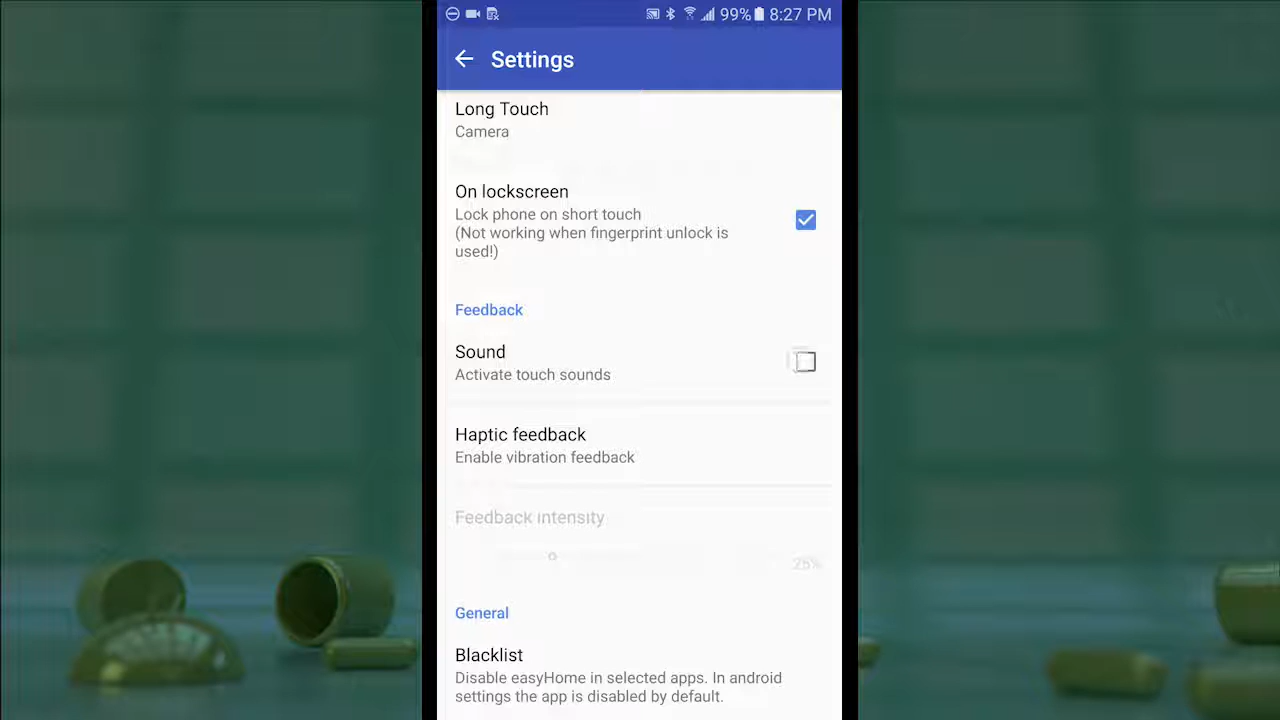 99% 8:27 PM
Settings
Long Touch
Camera
On lockscreen
Lock phone on short touch
(Not working when fingerprint unlock is
used!)
Feedback
Sound
Activate touch sounds
Haptic feedback
Enable vibration feedback
Feedback intensity
25%
General
Blacklist
Disable easyHome in selected apps. In android
settings the app is disabled by default.